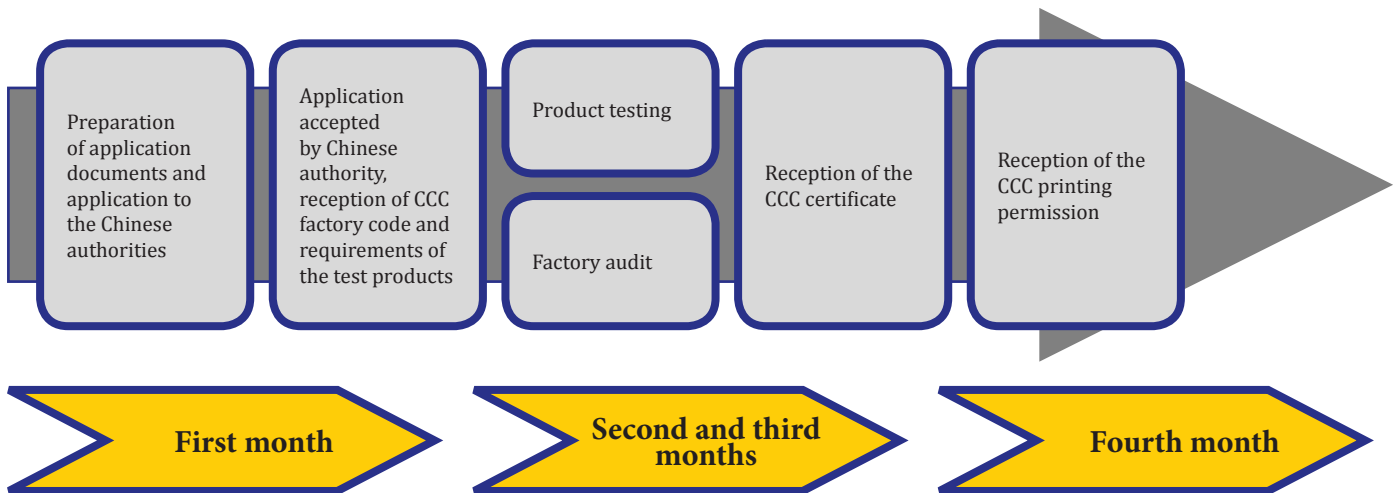 Preparation
of application
documents and
application to
the Chinese
authorities
Application
accepted
by Chinese
authority,
reception of CCC
factory code and
requirements of
the test products
Product testing
Factory audit
Reception of the
CCC certificate
Reception of the
CCC printing
permission
First month
Second and third
months
Fourth month